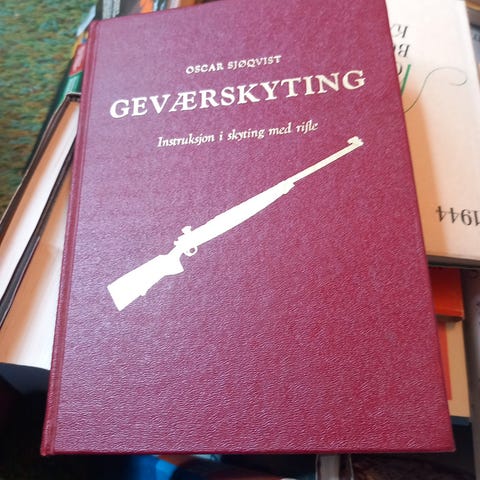 OSCAR SJØQVIST
GEVÆRSKYTING
Instruksjon i skyting med rifle
1944